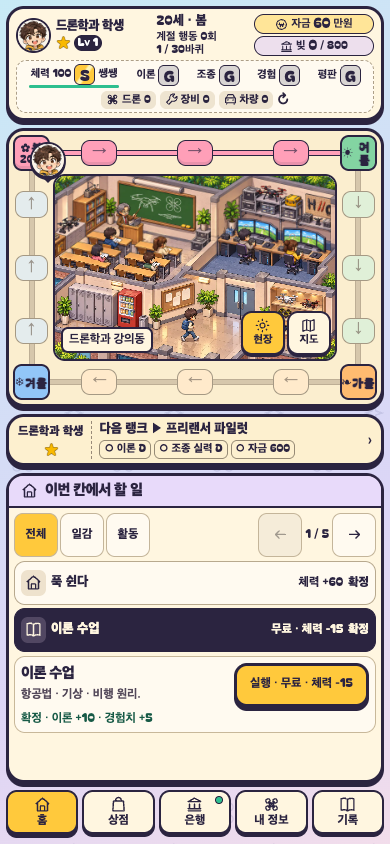 드론학과 학생
Lv 1
20세 · 봄
계절 행동 0회
1 / 30바퀴
자금 60 만원
빚 0 / 800
체력 100 S 쌩쌩
이론 G
조종 G
경험 G
평판 G
드론 0
장비 0
차량 0
여름
드론학과 강의동
현장
지도
겨울
가을
드론학과 학생
다음 랭크 ▶ 프리랜서 파일럿
이론 D
조종 실력 D
자금 600
이번 칸에서 할 일
전체
일감
활동
← 1 / 5 →
푹 쉰다
체력 +60 확정
이론 수업
무료 · 체력 -15 확정
이론 수업
항공법 · 기상 · 비행 원리.
확정 · 이론 +10 · 경험치 +5
실행 · 무료 · 체력 -15
홈
상점
은행
내 정보
기록